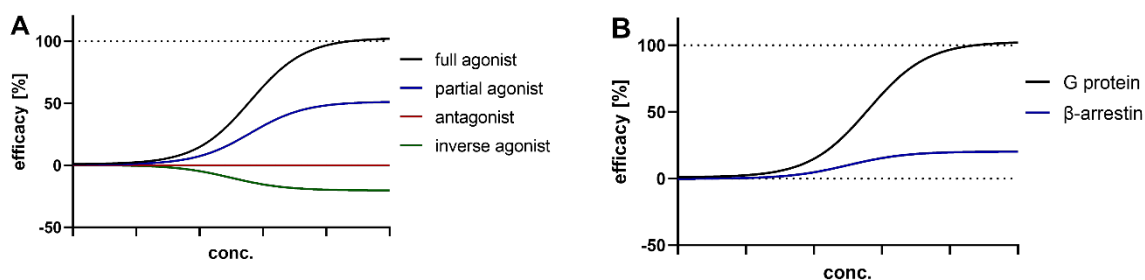 A
efficacy [%]
100
50
0
-50
conc.
full agonist
partial agonist
antagonist
inverse agonist
B
efficacy [%]
100
50
0
-50
conc.
G protein
β-arrestin